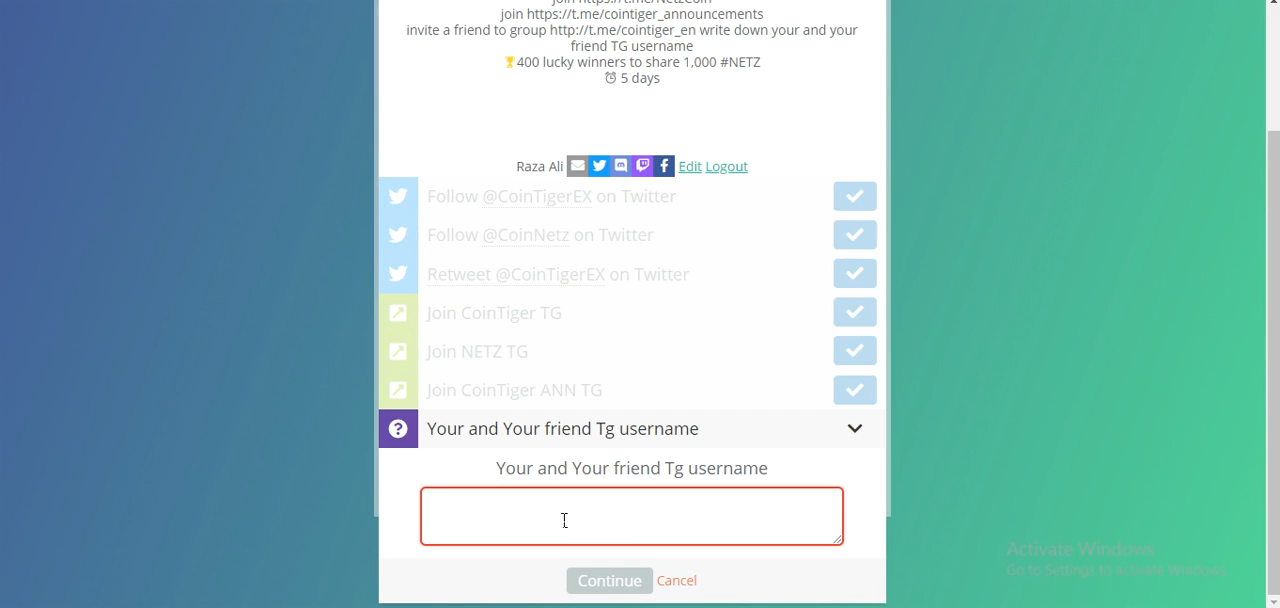 join https://t.me/NetzCoin
join https://t.me/cointiger_announcements
invite a friend to group http://t.me/cointiger_en write down your and your
friend TG username
🏆400 lucky winners to share 1,000 #NETZ
⏰ 5 days
Raza Ali Edit Logout
Follow @CoinTigerEX on Twitter
Follow @CoinNetz on Twitter
Retweet @CoinTigerEX on Twitter
Join CoinTiger TG
Join NETZ TG
Join CoinTiger ANN TG
Your and Your friend Tg username
Your and Your friend Tg username
Continue Cancel
Activate Windows
Go to Settings to activate Windows.